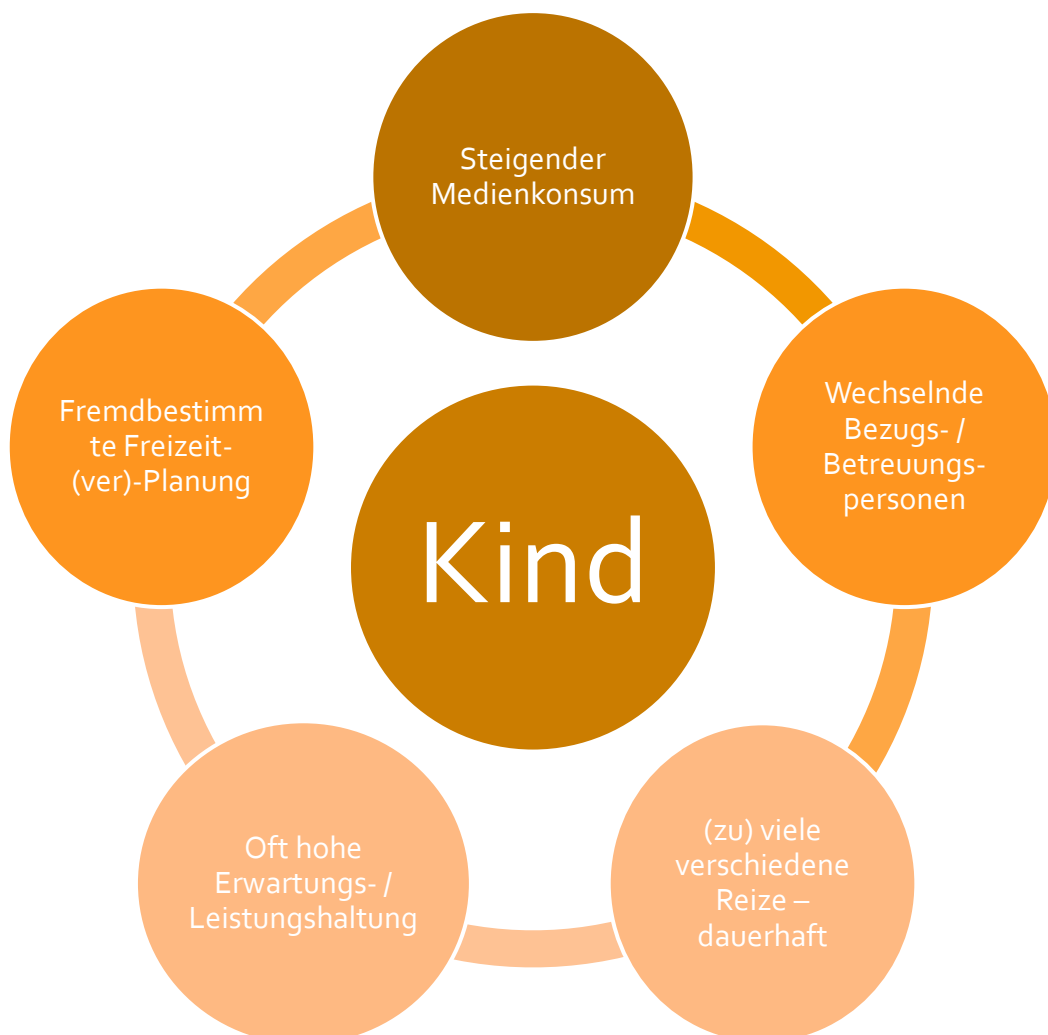 Steigender
Medienkonsum
Wechselnde
Bezugs- /
Betreuungs-
personen
(zu) viele
verschiedene
Reize –
dauerhaft
Oft hohe
Erwartungs- /
Leistungshaltung
Fremdbestimm
te Freizeit-
(ver)-Planung
Kind